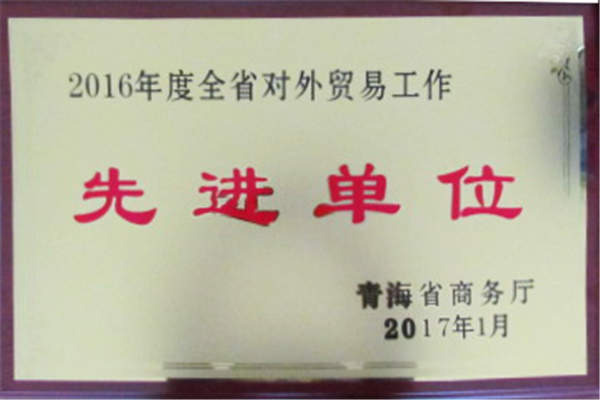 2016年度全省对外贸易工作
先进单位
青海省商务厅
2017年1月